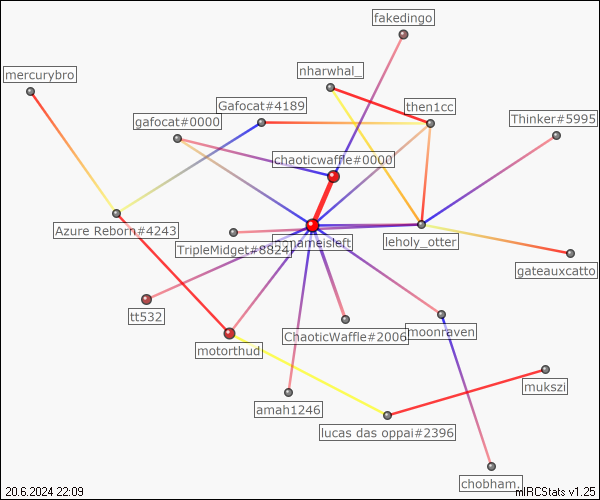 fakedingo
mercurybro
nharwhal_
Gafocat#4189
then1cc
gafocat#0000
Thinker#5995
chaoticwaffle#0000
Azure Reborn#4243
TripleMidget#8824
leholy_otter
gateauxcatto
tt532
ChaoticWaffle#2006
moonraven
motorthud
mukszi
amah1246
lucas das oppai#2396
chobham.
20.6.2024 22:09
mIRCStats v1.25